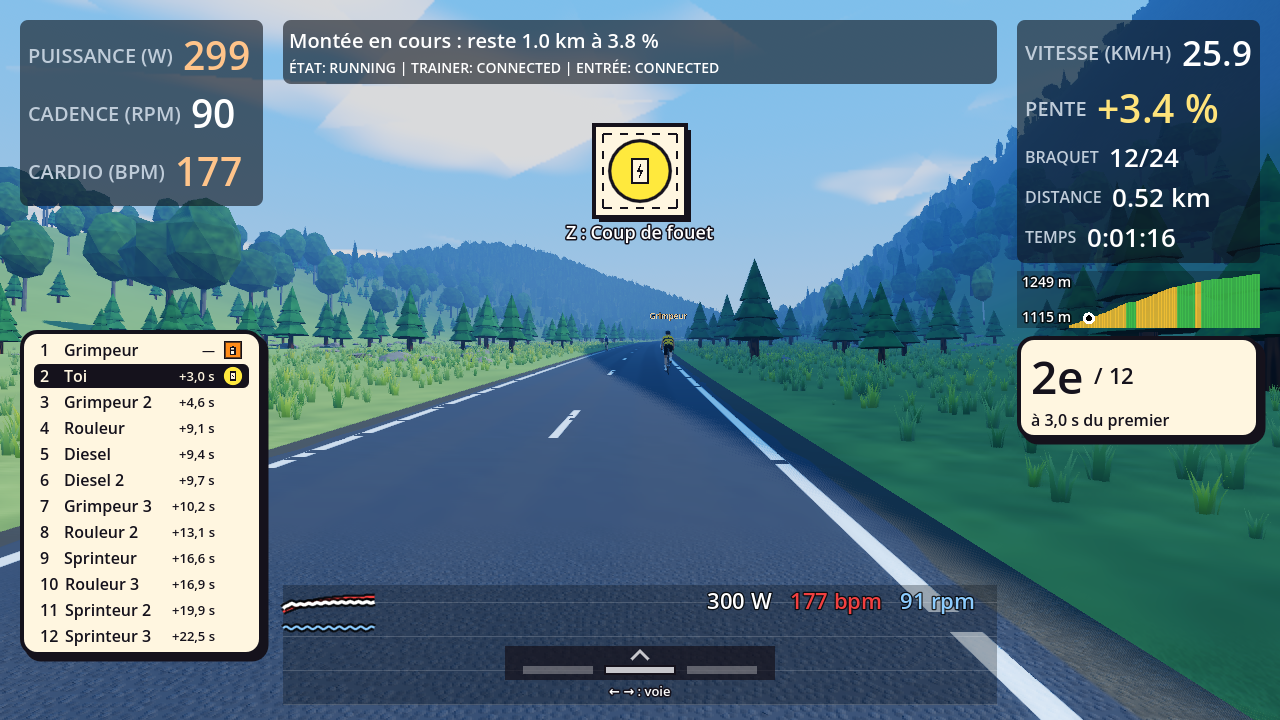 PUISSANCE (W) 299
CADENCE (RPM) 90
CARDIO (BPM) 177
Montée en cours : reste 1.0 km à 3.8 %
ÉTAT: RUNNING | TRAINER: CONNECTED | ENTRÉE: CONNECTED
VITESSE (KM/H) 25.9
PENTE +3.4 %
BRAQUET 12/24
DISTANCE 0.52 km
TEMPS 0:01:16
1249 m
1115 m
Z : Coup de fouet
Grimpeur
1 Grimpeur —
2 Toi +3,0 s
3 Grimpeur 2 +4,6 s
4 Rouleur +9,1 s
5 Diesel +9,4 s
6 Diesel 2 +9,7 s
7 Grimpeur 3 +10,2 s
8 Rouleur 2 +13,1 s
9 Sprinteur +16,6 s
10 Rouleur 3 +16,9 s
11 Sprinteur 2 +19,9 s
12 Sprinteur 3 +22,5 s
2e / 12
à 3,0 s du premier
300 W 177 bpm 91 rpm
← → : voie